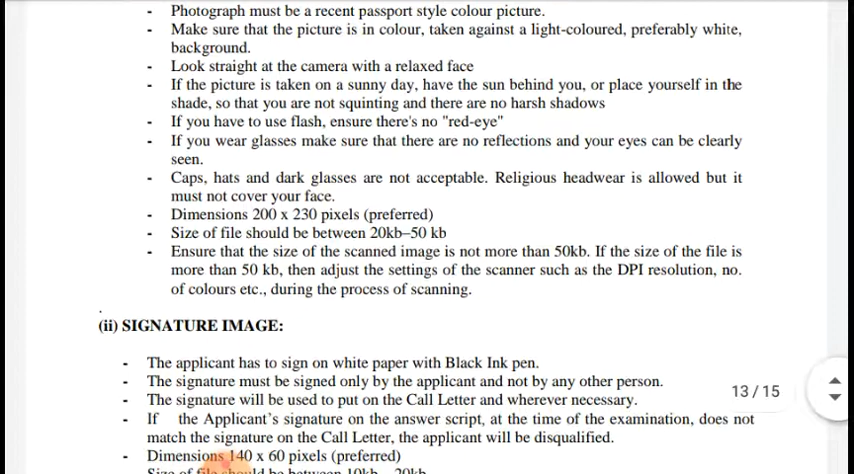 - Photograph must be a recent passport style colour picture.
- Make sure that the picture is in colour, taken against a light-coloured, preferably white,
background.
- Look straight at the camera with a relaxed face
- If the picture is taken on a sunny day, have the sun behind you, or place yourself in the
shade, so that you are not squinting and there are no harsh shadows
- If you have to use flash, ensure there's no "red-eye"
- If you wear glasses make sure that there are no reflections and your eyes can be clearly
seen.
- Caps, hats and dark glasses are not acceptable. Religious headwear is allowed but it
must not cover your face.
- Dimensions 200 x 230 pixels (preferred)
- Size of file should be between 20kb–50 kb
- Ensure that the size of the scanned image is not more than 50kb. If the size of the file is
more than 50 kb, then adjust the settings of the scanner such as the DPI resolution, no.
of colours etc., during the process of scanning.
.
(ii) SIGNATURE IMAGE:
- The applicant has to sign on white paper with Black Ink pen.
- The signature must be signed only by the applicant and not by any other person.
- The signature will be used to put on the Call Letter and wherever necessary.
13 / 15
- If the Applicant's signature on the answer script, at the time of the examination, does not
match the signature on the Call Letter, the applicant will be disqualified.
- Dimensions 140 x 60 pixels (preferred)
Size of file should be between 10kb – 20kb